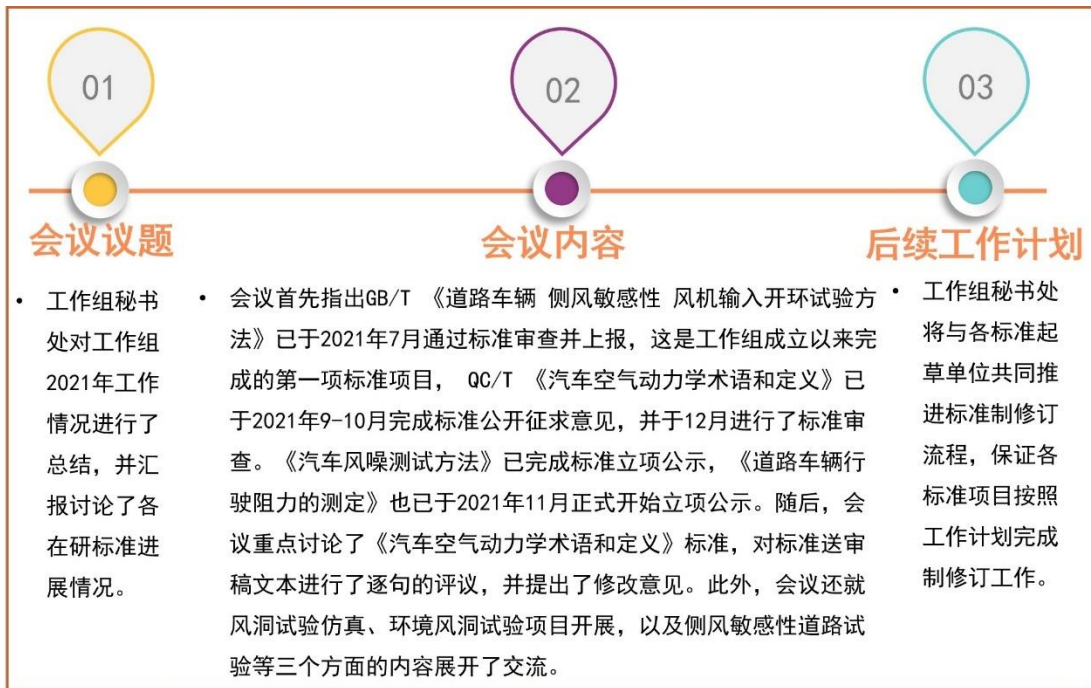 01
02
03
会议议题
会议内容
后续工作计划
• 工作组秘书
处对工作组
2021年工作
情况进行了
总结，并汇
报讨论了各
在研标准进
展情况。
• 会议首先指出GB/T 《道路车辆 侧风敏感性 风机输入开环试验方
法》已于2021年7月通过标准审查并上报，这是工作组成立以来完
成的第一项标准项目， QC/T 《汽车空气动力学术语和定义》已
于2021年9-10月完成标准公开征求意见，并于12月进行了标准审
查。《汽车风噪测试方法》已完成标准立项公示，《道路车辆行
驶阻力的测定》也已于2021年11月正式开始立项公示。随后，会
议重点讨论了《汽车空气动力学术语和定义》标准，对标准送审
稿文本进行了逐句的评议，并提出了修改意见。此外，会议还就
风洞试验仿真、环境风洞试验项目开展，以及侧风敏感性道路试
验等三个方面的内容展开了交流。
• 工作组秘书处
将与各标准起
草单位共同推
进标准制修订
流程，保证各
标准项目按照
工作计划完成
制修订工作。